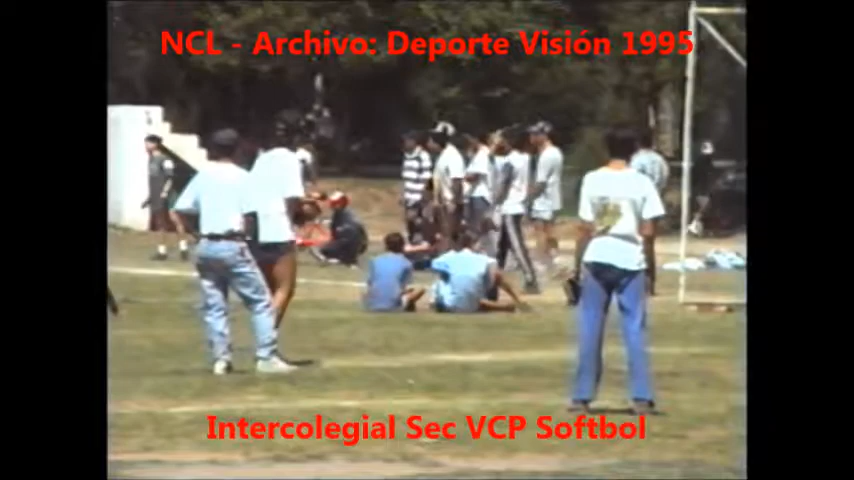 NCL - Archivo: Deporte Visión 1995
Intercolegial Sec VCP Softbol